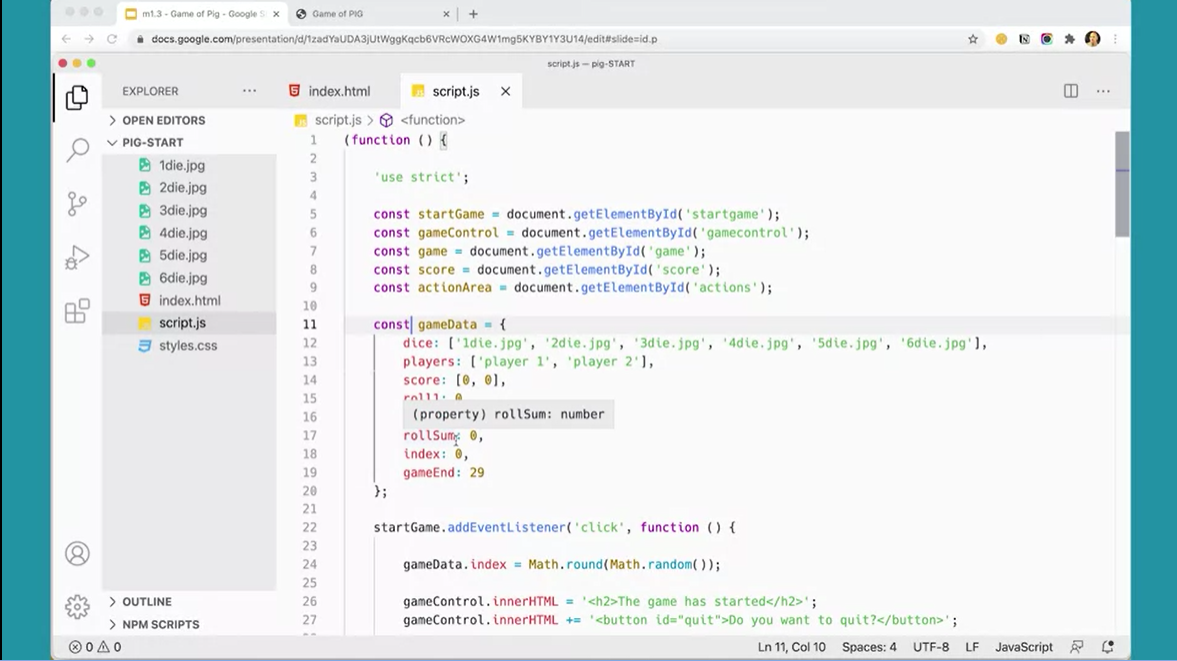 m1.3 - Game of Pig - Google S
Game of PIG
docs.google.com/presentation/d/1zadYaUDA3jUtWggKqcb6VRcWOXG4W1mg5KYBY1Y3U14/edit#slide=id.p
script.js — pig-START
EXPLORER
index.html
script.js
OPEN EDITORS
script.js > <function>
PIG-START
1die.jpg
2die.jpg
3die.jpg
4die.jpg
5die.jpg
6die.jpg
index.html
script.js
styles.css
OUTLINE
NPM SCRIPTS
1 (function () {
2
3 'use strict';
4
5 const startGame = document.getElementById('startgame');
6 const gameControl = document.getElementById('gamecontrol');
7 const game = document.getElementById('game');
8 const score = document.getElementById('score');
9 const actionArea = document.getElementById('actions');
10
11 const gameData = {
12 dice: ['1die.jpg', '2die.jpg', '3die.jpg', '4die.jpg', '5die.jpg', '6die.jpg'],
13 players: ['player 1', 'player 2'],
14 score: [0, 0],
15 roll1: 0
16 (property) rollSum: number
17 rollSum: 0,
18 index: 0,
19 gameEnd: 29
20 };
21
22 startGame.addEventListener('click', function () {
23
24 gameData.index = Math.round(Math.random());
25
26 gameControl.innerHTML = '<h2>The game has started</h2>';
27 gameControl.innerHTML += '<button id="quit">Do you want to quit?</button>';
0 0
Ln 11, Col 10
Spaces: 4
UTF-8
LF
JavaScript